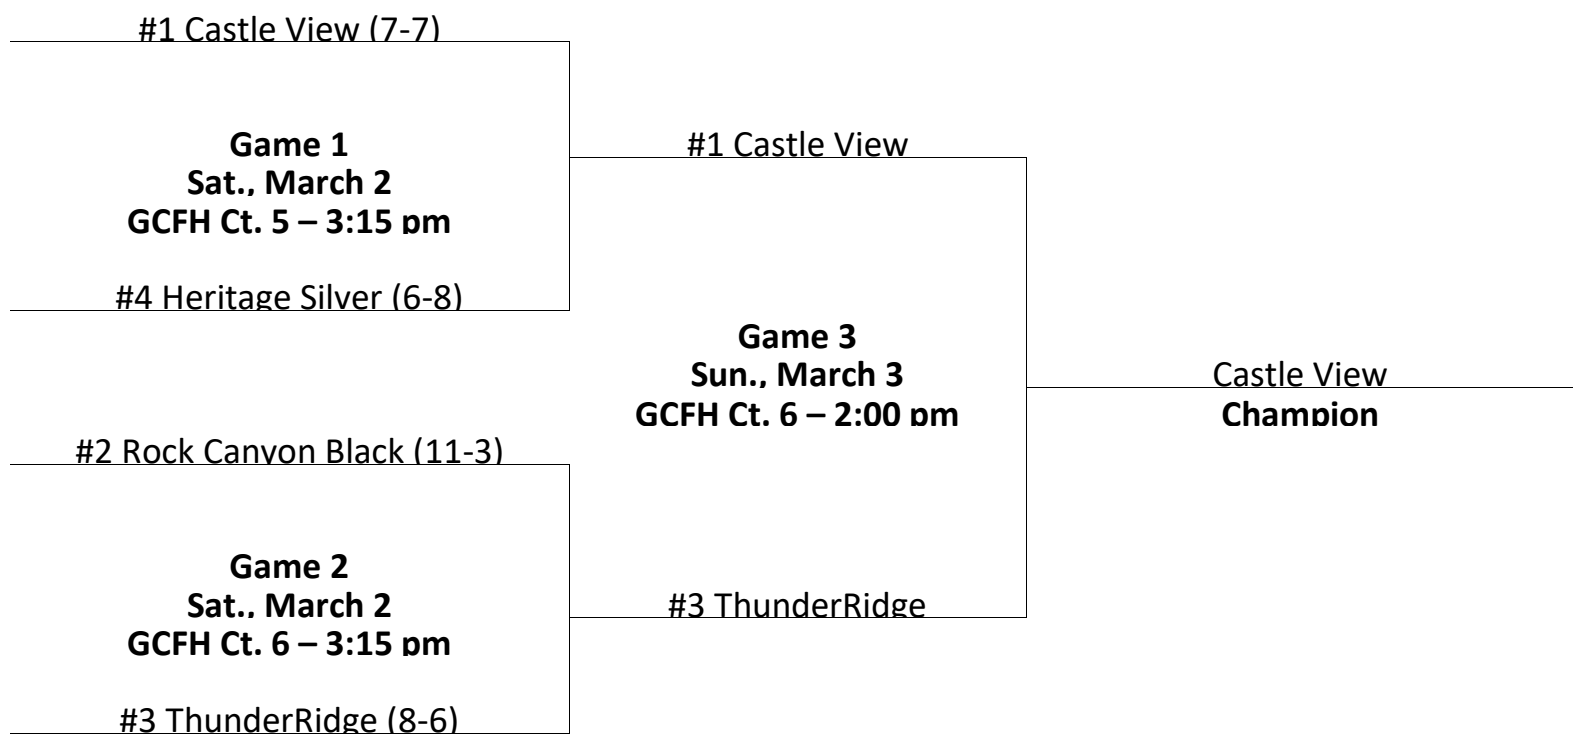 #1 Castle View (7-7)
Game 1
Sat., March 2
GCFH Ct. 5 – 3:15 pm
#4 Heritage Silver (6-8)
#2 Rock Canyon Black (11-3)
Game 2
Sat., March 2
GCFH Ct. 6 – 3:15 pm
#3 ThunderRidge (8-6)
#1 Castle View
Game 3
Sun., March 3
GCFH Ct. 6 – 2:00 pm
#3 ThunderRidge
Castle View
Champion